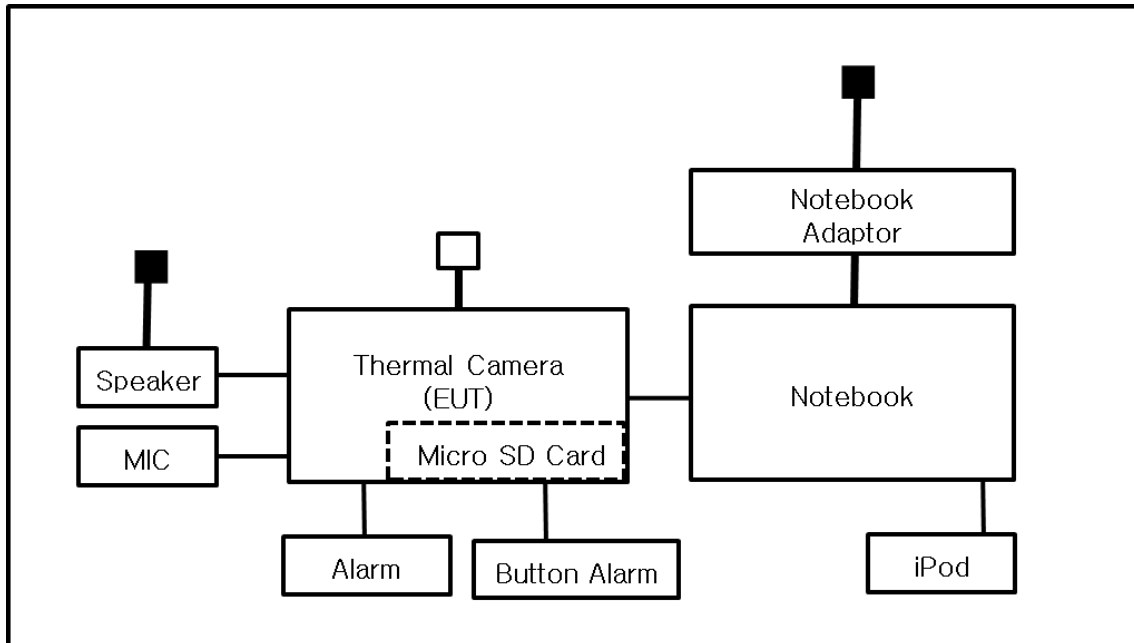 Notebook
Adaptor
Speaker
Thermal Camera
(EUT)
Notebook
MIC
Micro SD Card
Alarm
Button Alarm
iPod